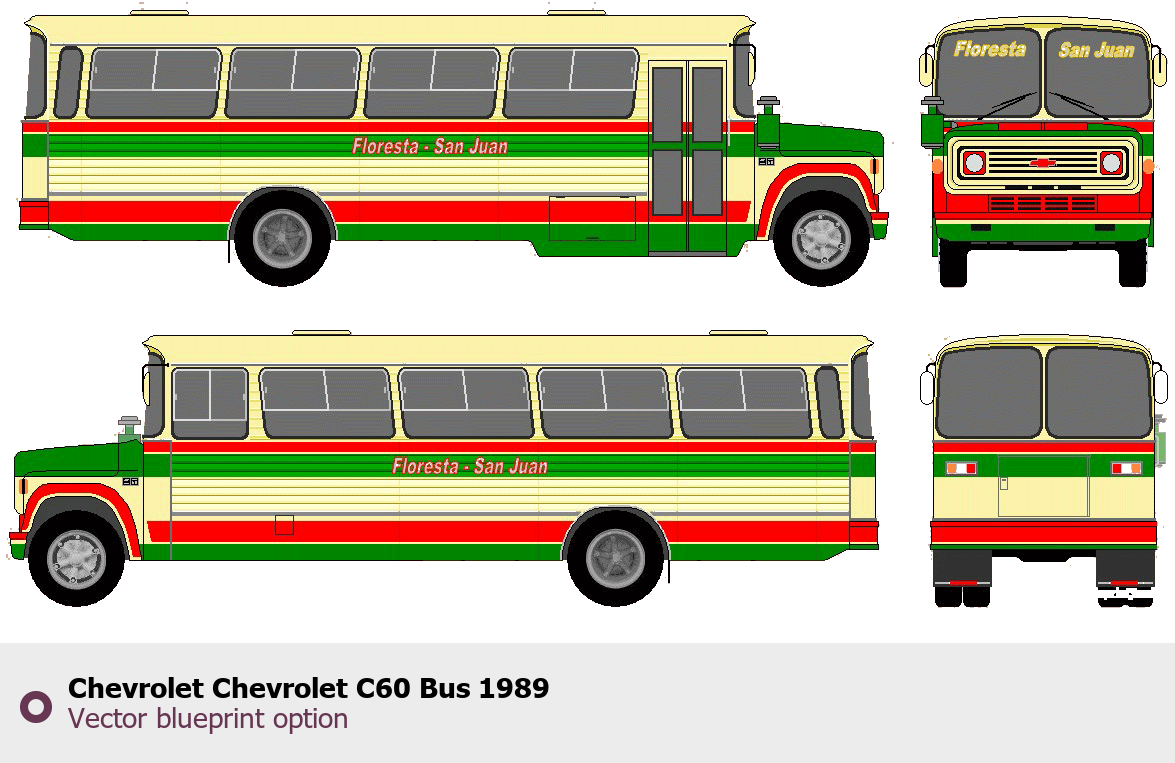 Floresta San Juan
Floresta - San Juan
Floresta - San Juan
Chevrolet Chevrolet C60 Bus 1989
Vector blueprint option